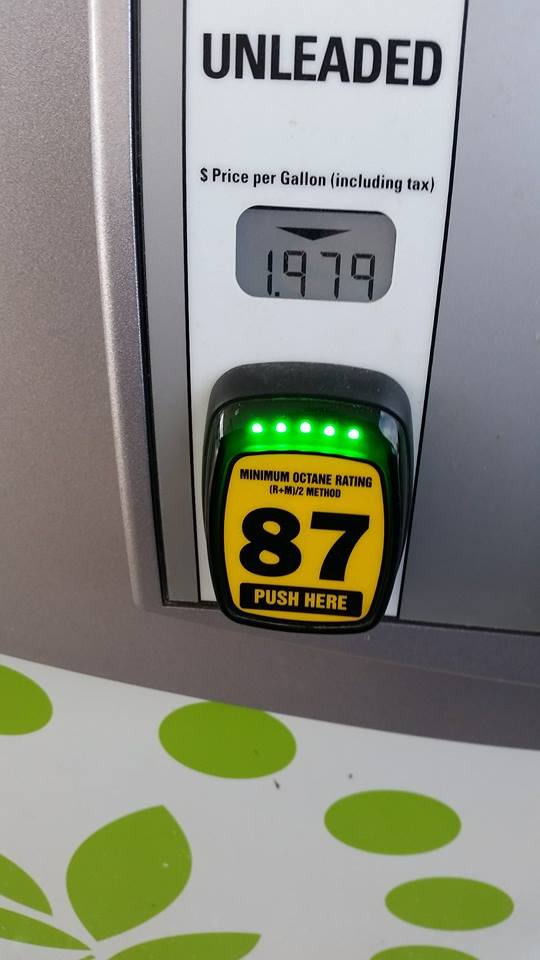 UNLEADED
$ Price per Gallon (including tax)
1.979
MINIMUM OCTANE RATING
(R+M)/2 METHOD
87
PUSH HERE